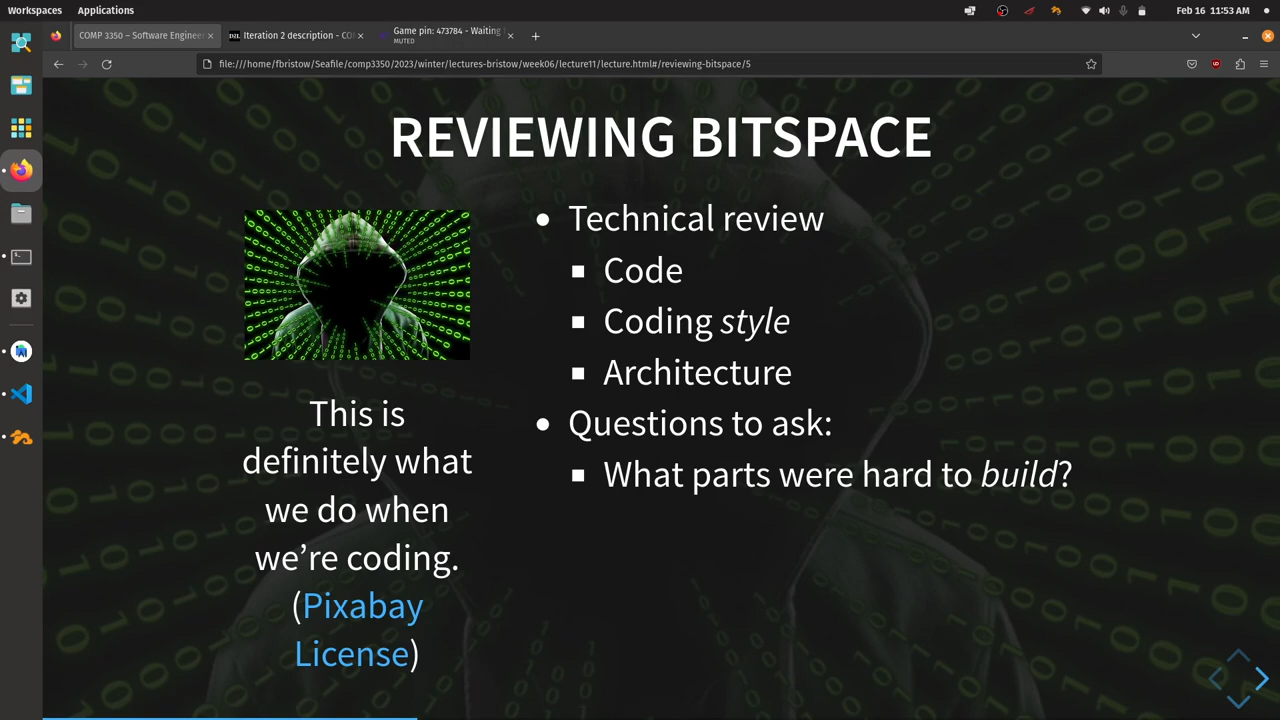 Workspaces Applications Feb 16 11:53 AM
COMP 3350 – Software Enginee
Iteration 2 description - CO
Game pin: 473784 - Waiting
MUTED
file:///home/fbristow/Seafile/comp3350/2023/winter/lectures-bristow/week06/lecture11/lecture.html#/reviewing-bitspace/5
REVIEWING BITSPACE
This is
definitely what
we do when
we’re coding.
(Pixabay
License)
Technical review
Code
Coding style
Architecture
Questions to ask:
What parts were hard to build?